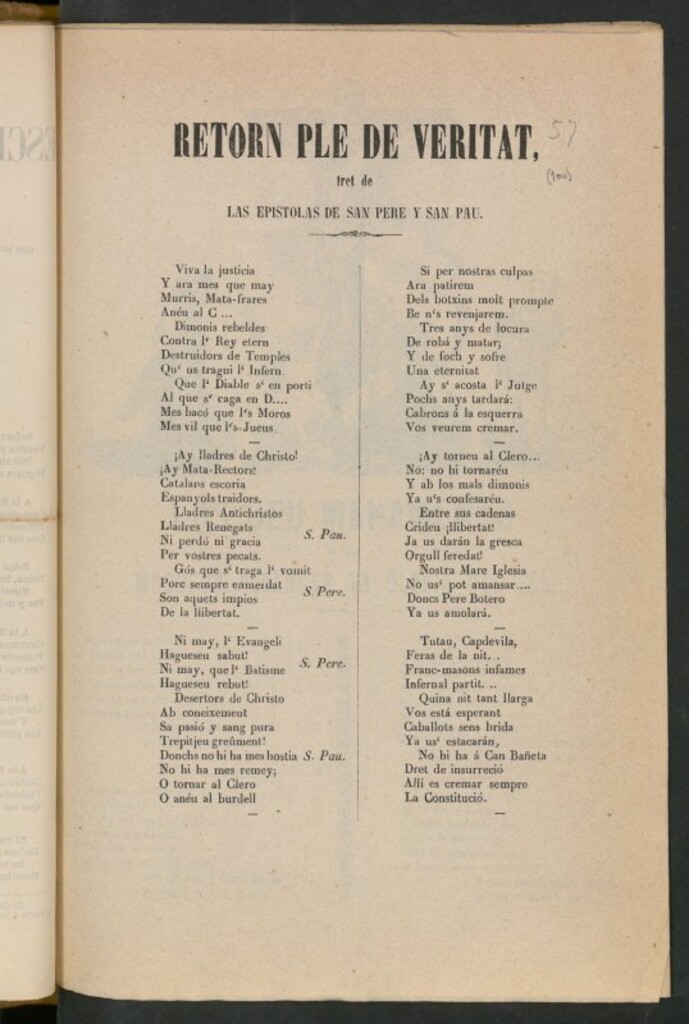 RETORN PLE DE VERITAT,
57
tret de
(100)
LAS EPISTOLAS DE SAN PERE Y SAN PAU.
Viva la justicia
Y ara mes que may
Murris, Mata-frares
Anéu al C ...
Dimonis rebeldes
Contra l‘ Rey etern
Destruidors de Temples
Qu‘ us tragui l‘ Infern.
Que l‘ Diable s‘ en porti
Al que s‘ caga en D....
Mes bacó que l‘s Moros
Mes vil que l‘s Jueus.
¡Ay lladres de Christo!
¡Ay Mata-Rectors!
Catalans escoria
Espanyols traidors.
Lladres Antichristos
Lladres Renegats
Ni perdó ni gracia S. Pau.
Per vostres pecats.
Gós que s‘ traga l‘ vomit
Porc sempre enmerdat
Son aquets impios S. Pere.
De la llibertat.
Ni may, l‘ Evangeli
Hagueseu sabut!
Ni may, que l‘ Batisme S. Pere.
Hagueseu rebut!
Desertors de Christo
Ab coneixement
Sa pasió y sang pura
Trepitjeu greûment!
Donchs no hi ha mes hostia S. Pau.
No hi ha mes remey;
O tornar al Clero
O anéu al burdell
Si per nostras culpas
Ara patirem
Dels botxins molt prompte
Be n‘s revenjarem.
Tres anys de locura
De robá y matar;
Y de foch y sofre
Una eternitat
Ay s‘ acosta l‘ Jutge
Pochs anys tardará:
Cabrons á la esquerra
Vos veurem cremar.
¡Ay torneu al Clero...
No: no hi tornaréu
Y ab los mals dimonis
Ya u‘s confesaréu.
Entre sus cadenas
Crideu ¡llibertat!
Ja us darán la gresca
Orgull feredat!
Nostra Mare Iglesia
No us‘ pot amansar....
Doncs Pere Botero
Ya us amolará.
Tutau, Capdevila,
Feras de la nit...
Franc-masons infames
Infernal partit....
Quina nit tant llarga
Vos está esperant
Caballots sens brida
Ya us‘ estacarán,
No hi ha á Can Bañeta
Dret de insurreció
Alli es cremar sempre
La Constitució.